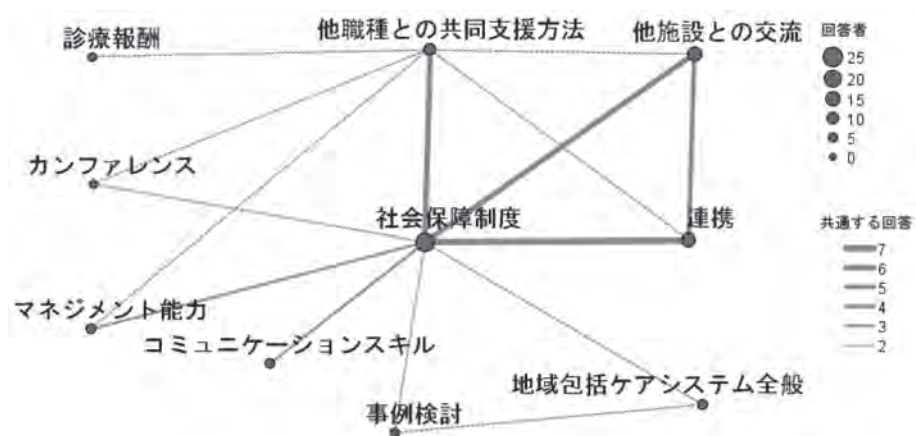 診療報酬
他職種との共同支援方法
他施設との交流
カンファレンス
社会保障制度
連携
マネジメント能力
コミュニケーションスキル
地域包括ケアシステム全般
事例検討
回答者
25
20
15
10
5
0
共通する回答
7
6
5
4
3
2